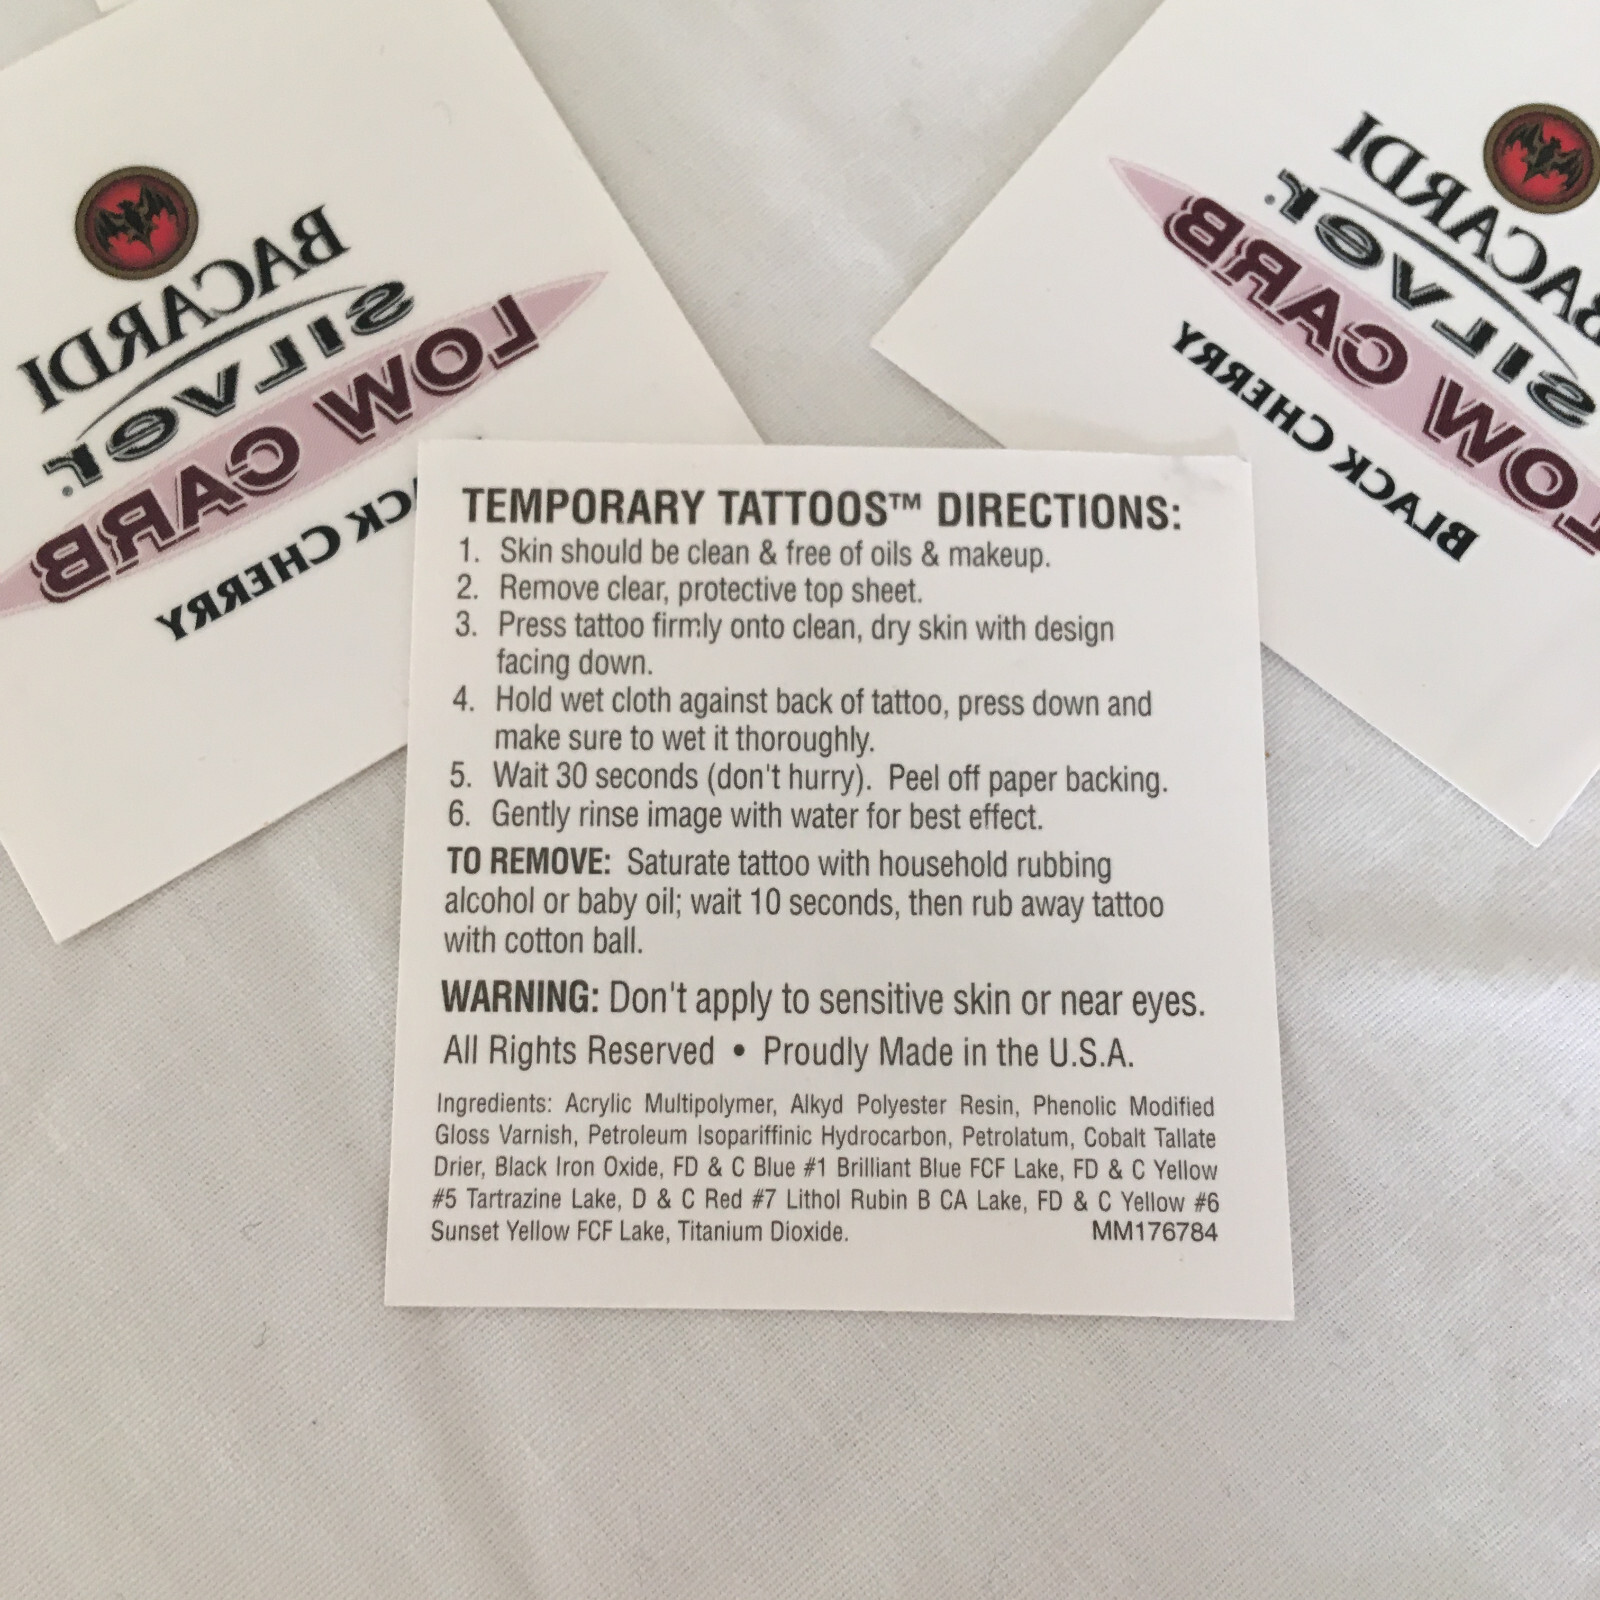 BACARDI
SILVER
LOW CARB
CK CHERRY
BACARDI
SILVER
LOW CARB
BLACK CHERRY
TEMPORARY TATTOOS™ DIRECTIONS:
1. Skin should be clean & free of oils & makeup.
2. Remove clear, protective top sheet.
3. Press tattoo firmly onto clean, dry skin with design
facing down.
4. Hold wet cloth against back of tattoo, press down and
make sure to wet it thoroughly.
5. Wait 30 seconds (don't hurry). Peel off paper backing.
6. Gently rinse image with water for best effect.
TO REMOVE: Saturate tattoo with household rubbing
alcohol or baby oil; wait 10 seconds, then rub away tattoo
with cotton ball.
WARNING: Don't apply to sensitive skin or near eyes.
All Rights Reserved • Proudly Made in the U.S.A.
Ingredients: Acrylic Multipolymer, Alkyd Polyester Resin, Phenolic Modified
Gloss Varnish, Petroleum Isopariffinic Hydrocarbon, Petrolatum, Cobalt Tallate
Drier, Black Iron Oxide, FD & C Blue #1 Brilliant Blue FCF Lake, FD & C Yellow
#5 Tartrazine Lake, D & C Red #7 Lithol Rubin B CA Lake, FD & C Yellow #6
Sunset Yellow FCF Lake, Titanium Dioxide. MM176784